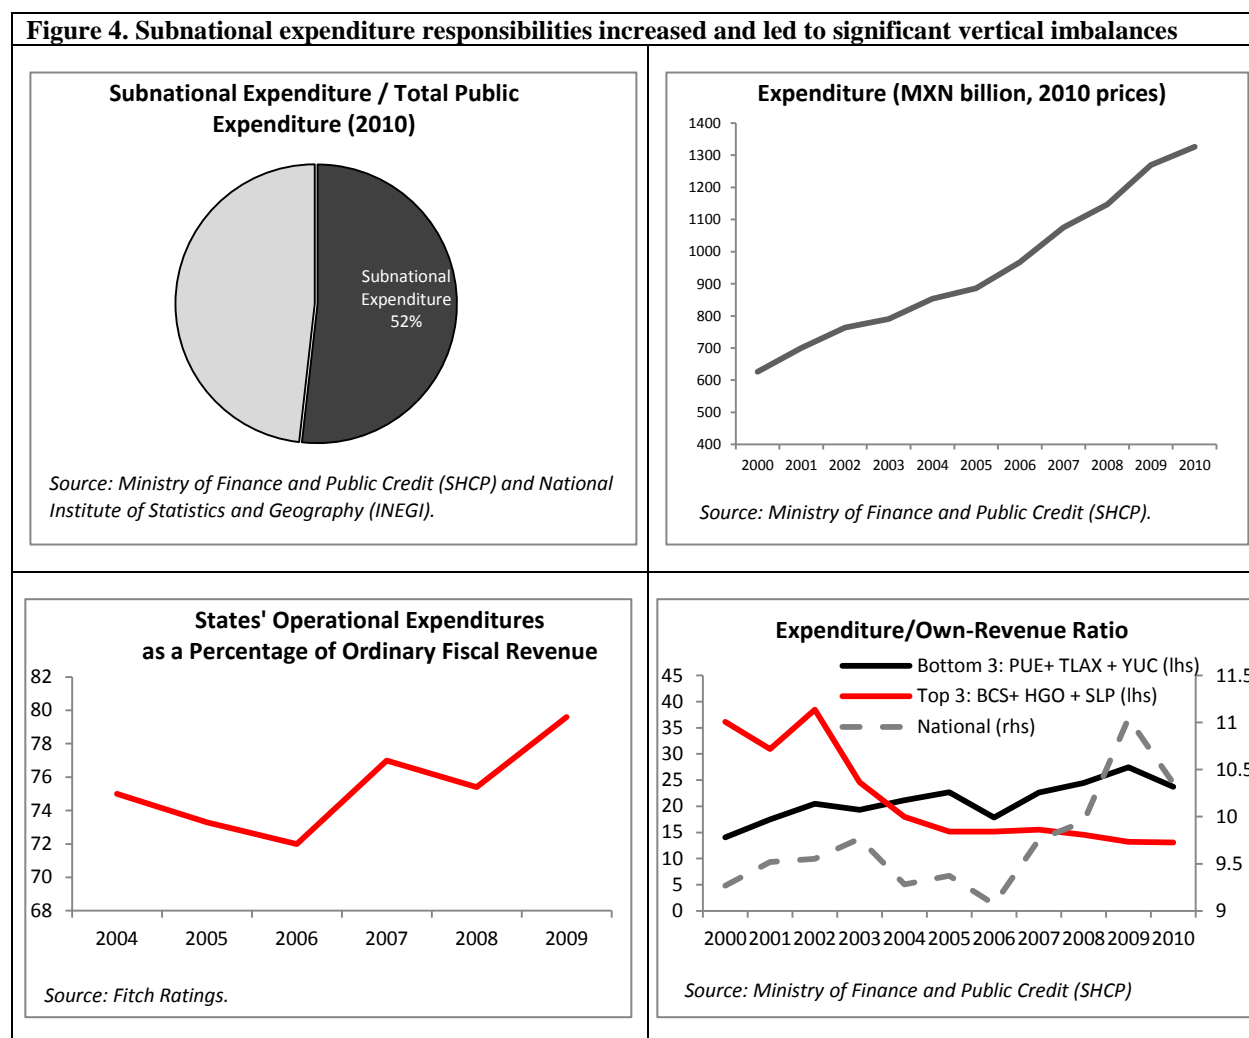 Figure 4. Subnational expenditure responsibilities increased and led to significant vertical imbalances
Subnational Expenditure / Total Public
Expenditure (2010)
Subnational
Expenditure
52%
Source: Ministry of Finance and Public Credit (SHCP) and National
Institute of Statistics and Geography (INEGI).
Expenditure (MXN billion, 2010 prices)
1400
1300
1200
1100
1000
900
800
700
600
500
400
2000 2001 2002 2003 2004 2005 2006 2007 2008 2009 2010
Source: Ministry of Finance and Public Credit (SHCP).
States' Operational Expenditures
as a Percentage of Ordinary Fiscal Revenue
82
80
78
76
74
72
70
68
2004 2005 2006 2007 2008 2009
Source: Fitch Ratings.
Expenditure/Own-Revenue Ratio
Bottom 3: PUE+ TLAX + YUC (lhs)
Top 3: BCS+ HGO + SLP (lhs)
National (rhs)
45
40
35
30
25
20
15
10
5
0
11.5
11
10.5
10
9.5
9
2000 2001 2002 2003 2004 2005 2006 2007 2008 2009 2010
Source: Ministry of Finance and Public Credit (SHCP)